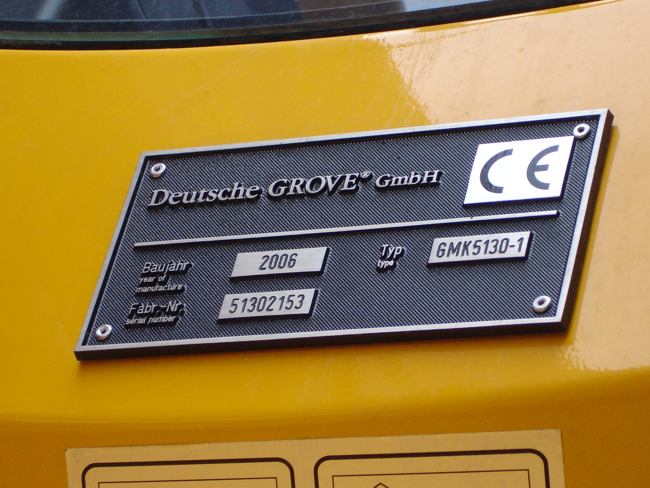 Deutsche GROVE® GmbH CE
Baujahr 2006 Typ GMK5130-1
year of type
manufacture
Fabr.-Nr. 51302153
serial number